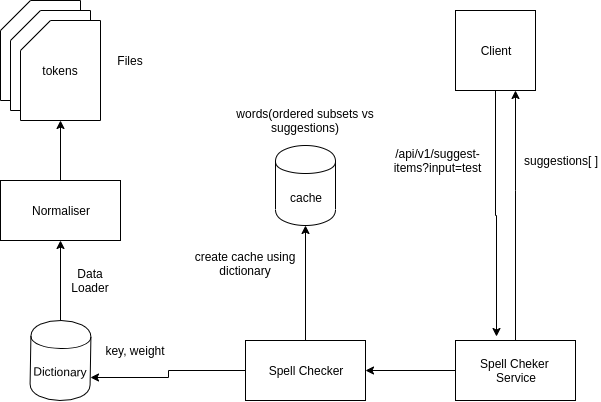 tokens
Files
Client
words(ordered subsets vs
suggestions)
/api/v1/suggest-
items?input=test
suggestions[ ]
cache
Normaliser
create cache using
dictionary
Data
Loader
key, weight
Dictionary
Spell Checker
Spell Cheker
Service